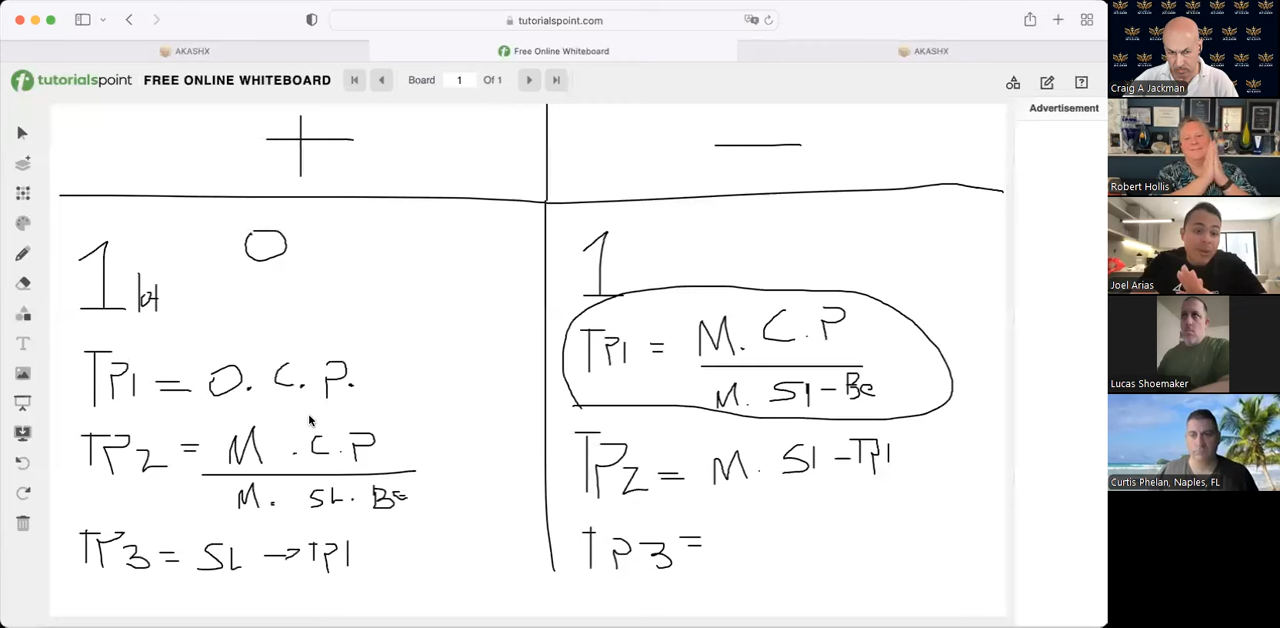 tutorialspoint.com
AKASHX
Free Online Whiteboard
AKASHX
tutorialspoint FREE ONLINE WHITEBOARD
Board 1 Of 1
Advertisement
+
—
1 lot
O
TP1 = O. C. P.
TP2 = M . C. P
M. SL. BE
TP3 = SL → TP1
1
TP1 = M. C. P
M. Sl - Be
TP2 = M. Sl - TP1
TP3 =
Craig A Jackman
Robert Hollis
Joel Arias
Lucas Shoemaker
Curtis Phelan, Naples, FL